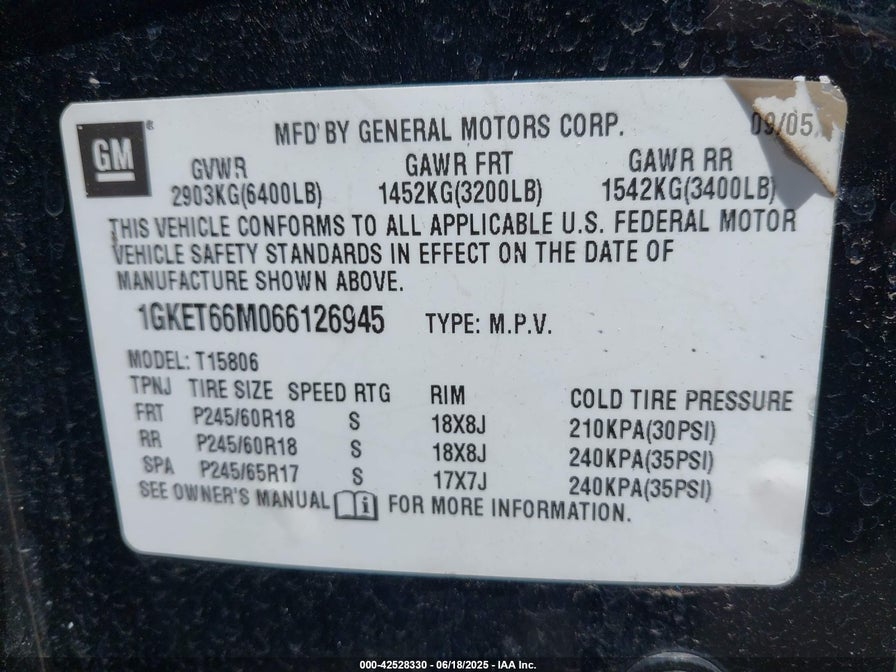 GM ®
MFD' BY GENERAL MOTORS CORP. 09/05
GVWR GAWR FRT GAWR RR
2903KG(6400LB) 1452KG(3200LB) 1542KG(3400LB)
THIS VEHICLE CONFORMS TO ALL APPLICABLE U.S. FEDERAL MOTOR
VEHICLE SAFETY STANDARDS IN EFFECT ON THE DATE OF
MANUFACTURE SHOWN ABOVE.
1GKET66M066126945 TYPE: M.P.V.
MODEL: T15806
TPNJ TIRE SIZE SPEED RTG RIM COLD TIRE PRESSURE
FRT P245/60R18 S 18X8J 210KPA(30PSI)
RR P245/60R18 S 18X8J 240KPA(35PSI)
SPA P245/65R17 S 17X7J 240KPA(35PSI)
SEE OWNER'S MANUAL i FOR MORE INFORMATION.
000-42528330 - 06/18/2025 - IAA Inc.